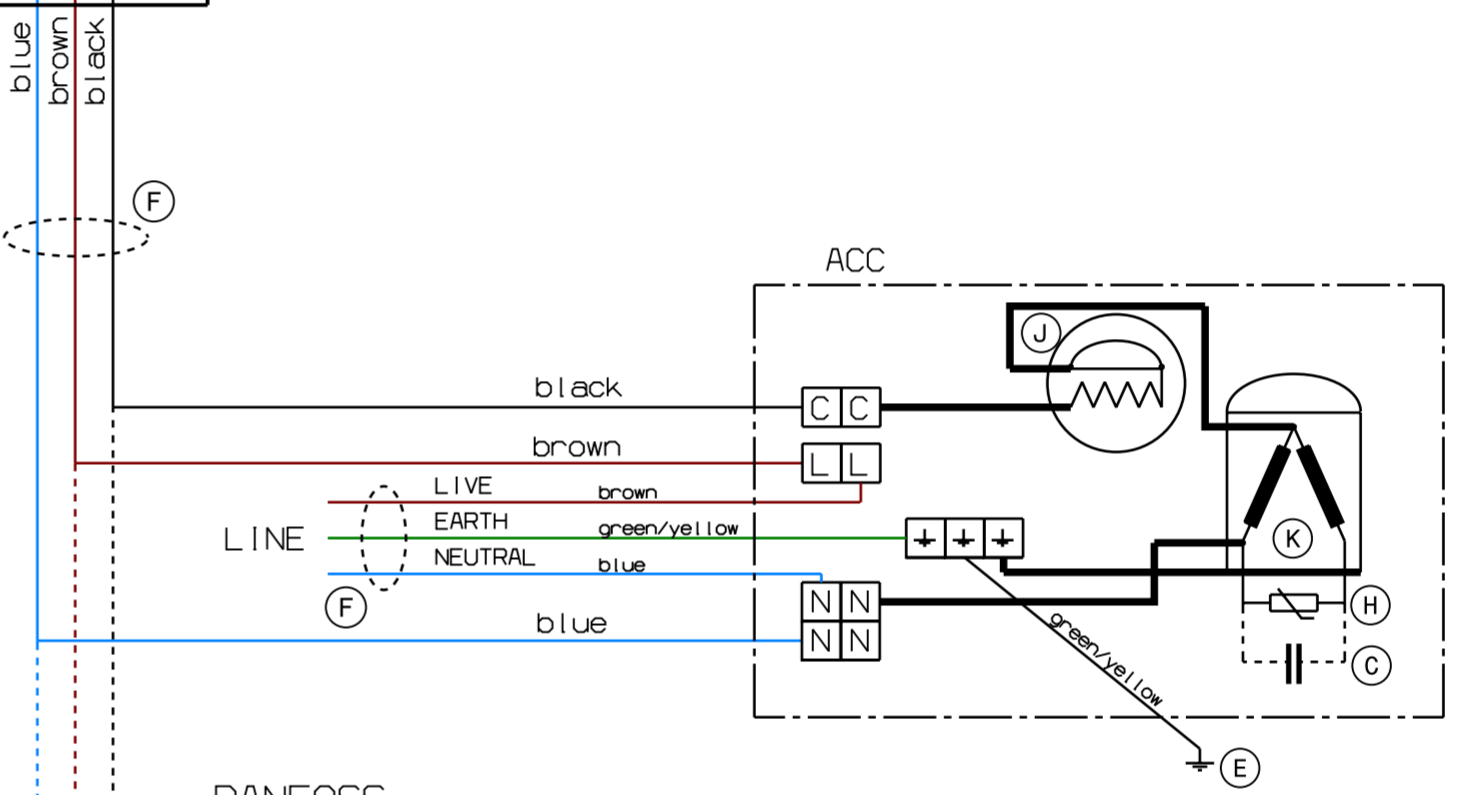 blue
brown
black
F
ACC
J
black
C C
brown
L L
LIVE
brown
EARTH
green/yellow
LINE
NEUTRAL
blue
K
F
N N
H
blue
N N
green/yellow
C
E